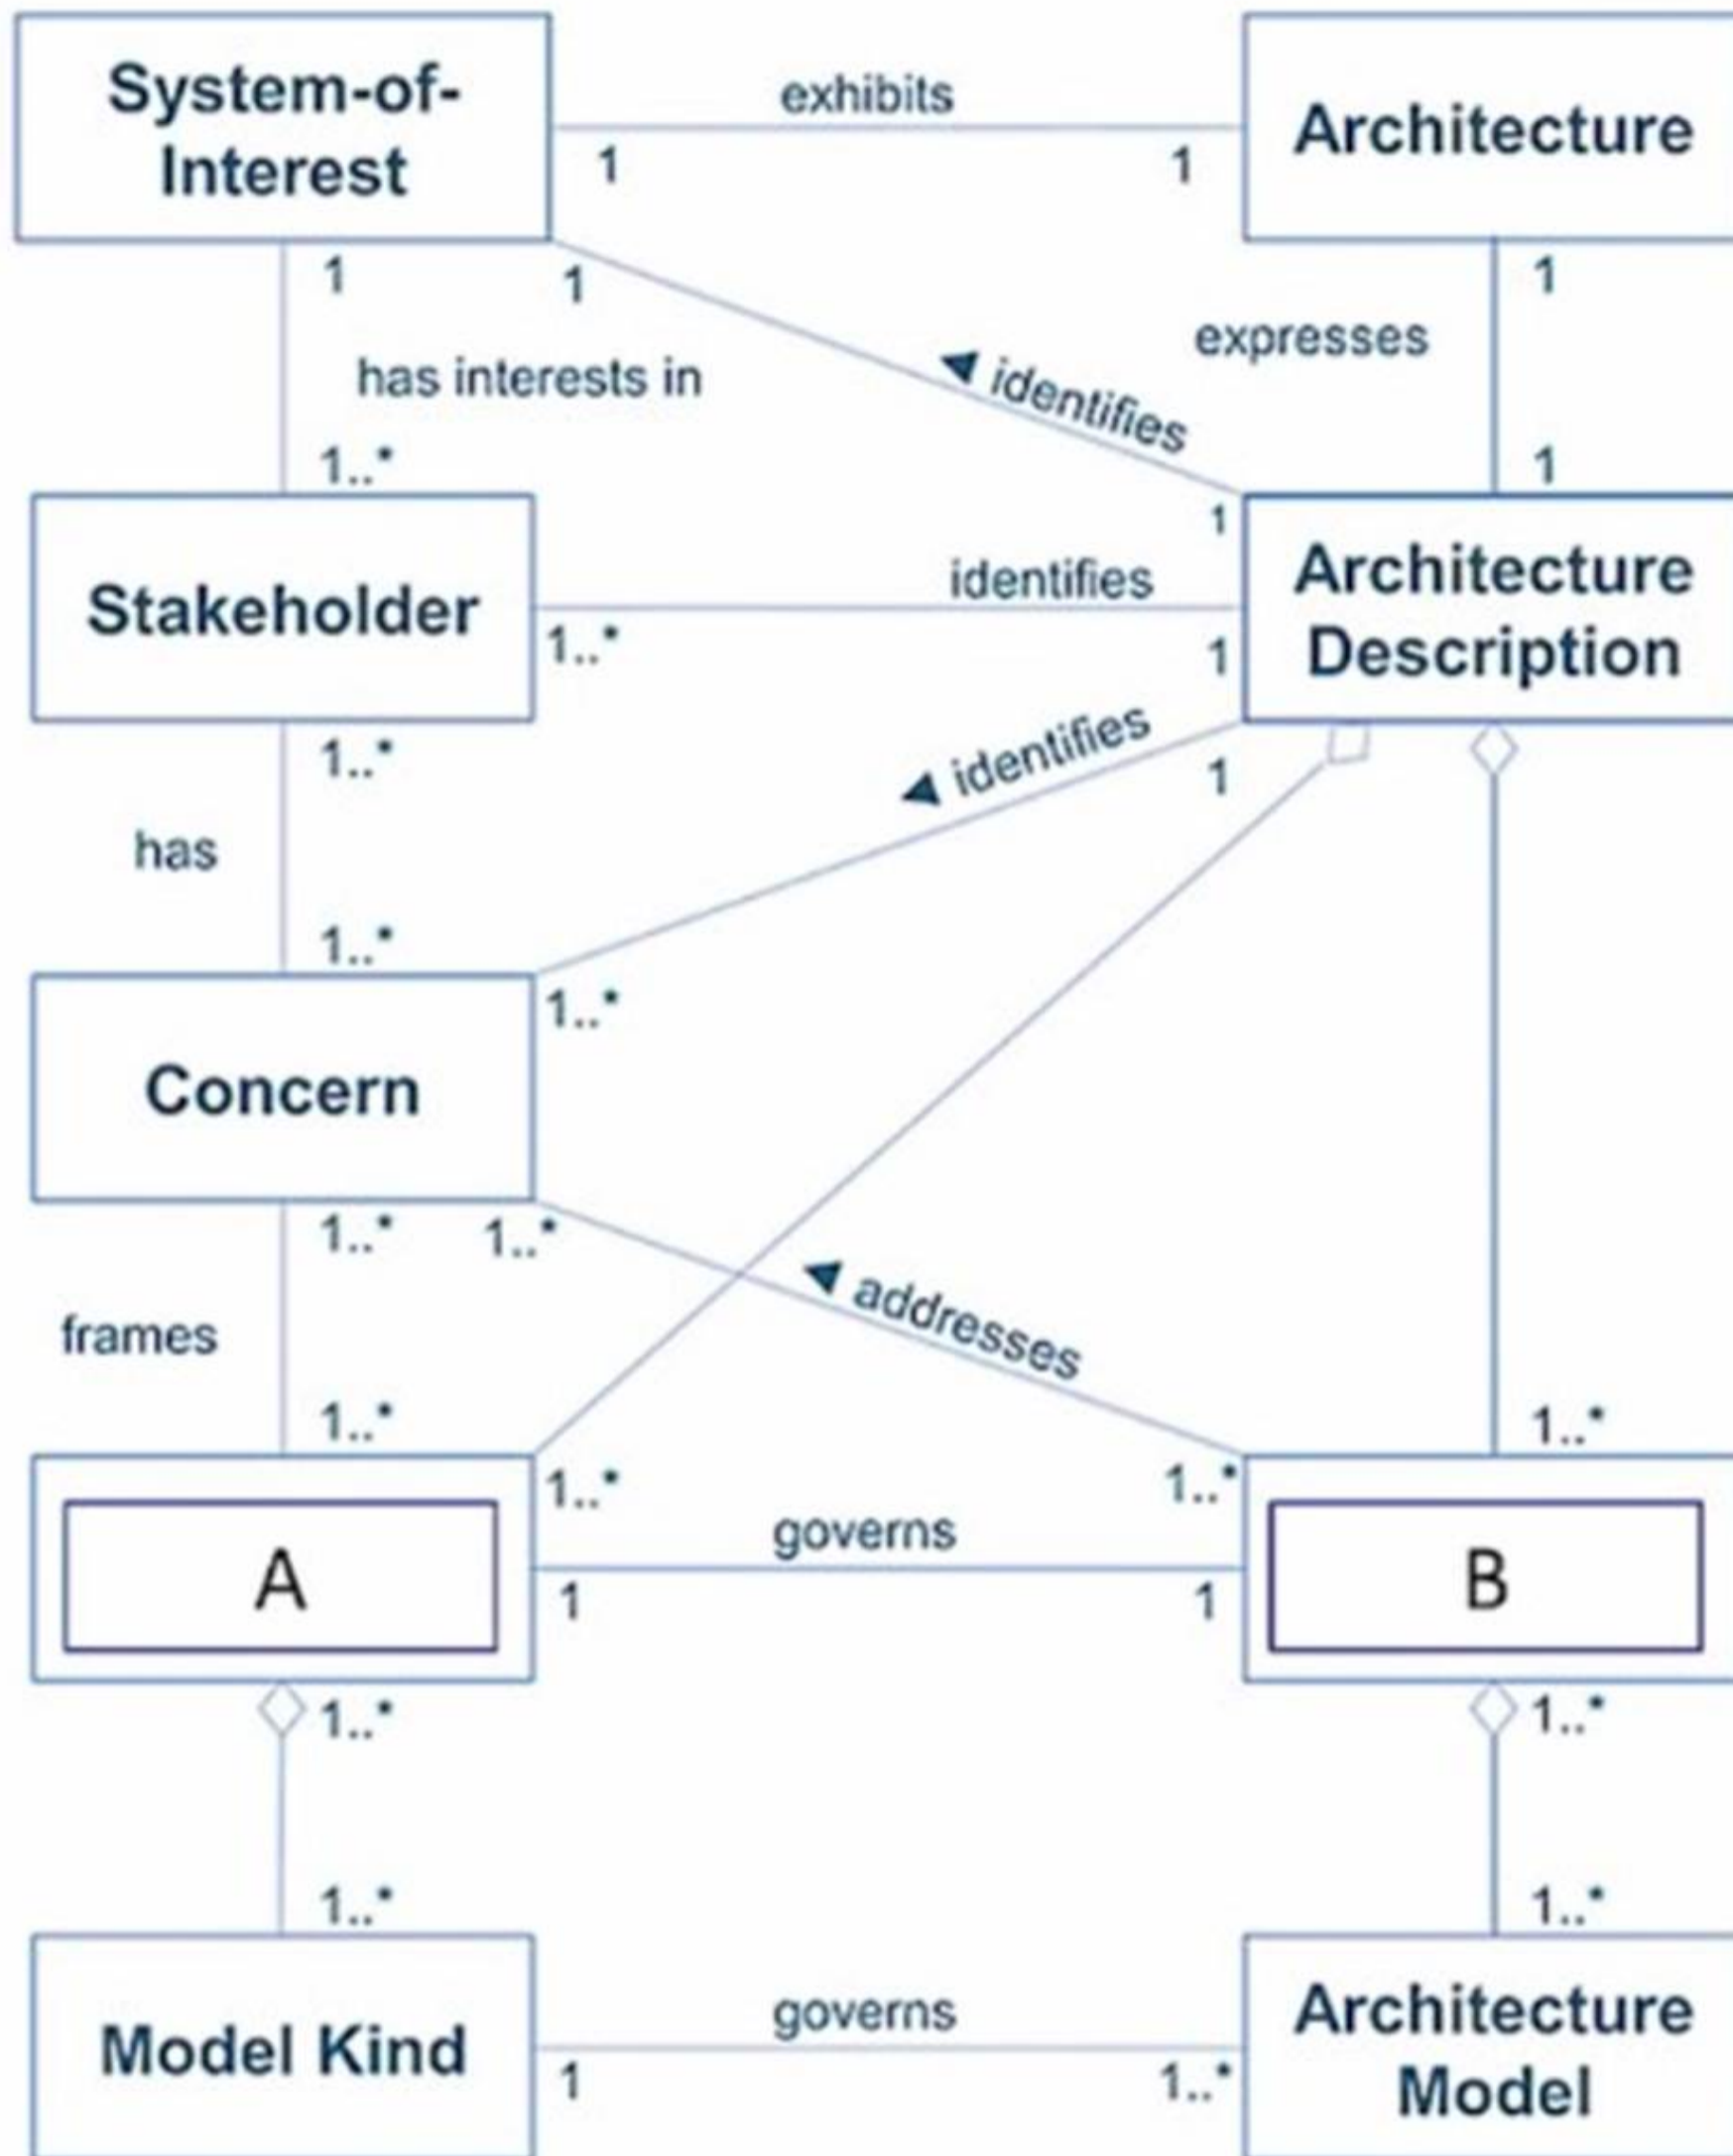 System-of-
Interest
exhibits
1
1
Architecture
1
1
1
has interests in
expresses
◄ identifies
1..*
1
1
Stakeholder
identifies
1..*
1
Architecture
Description
1..*
◄ identifies
1
has
1..*
1..*
Concern
1..*
1..*
frames
◄ addresses
1..*
1..*
1..*
1..*
A
governs
1
1
B
1..*
1..*
1..*
1..*
Model Kind
governs
1
1..*
Architecture
Model